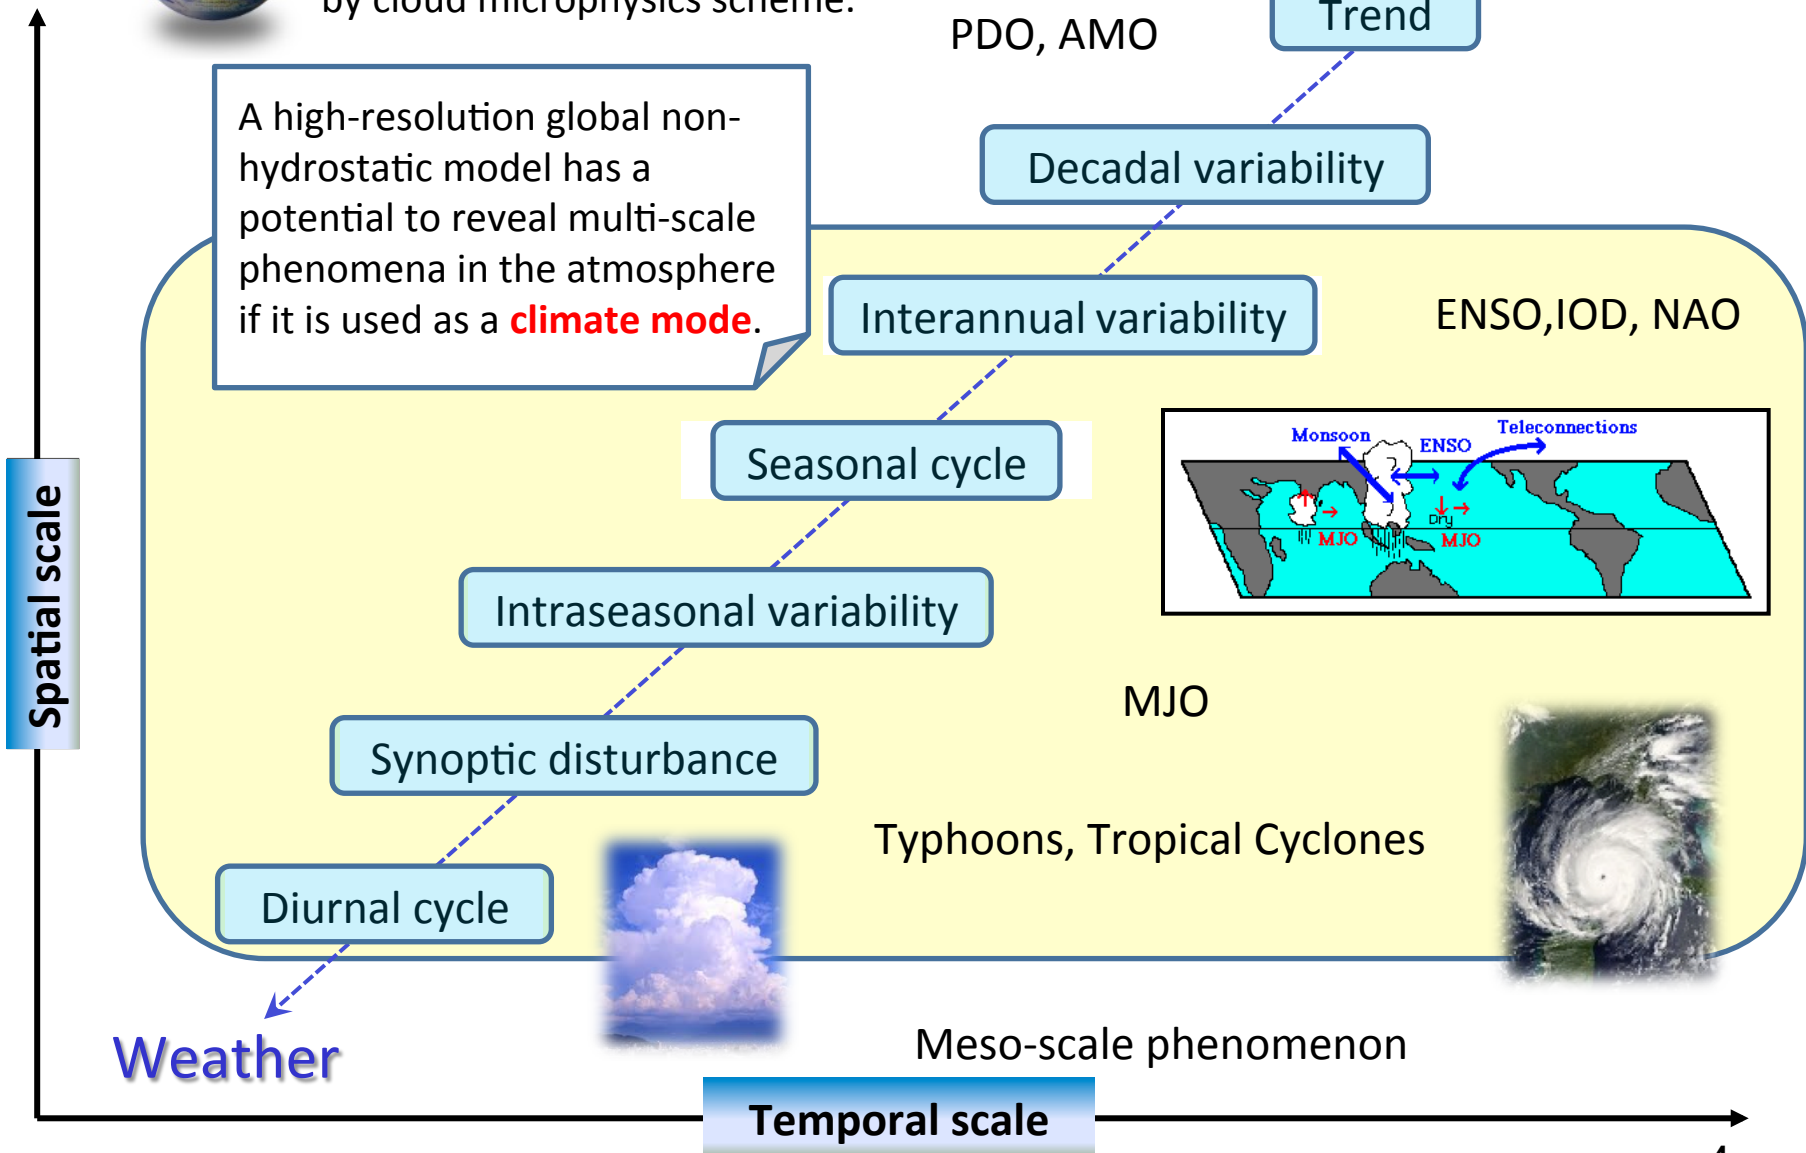 by cloud microphysics scheme.
Trend
PDO, AMO
A high-resolution global non-
hydrostatic model has a
potential to reveal multi-scale
phenomena in the atmosphere
if it is used as a climate mode.
Decadal variability
Interannual variability
ENSO,IOD, NAO
Seasonal cycle
Monsoon
ENSO
Teleconnections
Dry
MJO
MJO
Intraseasonal variability
MJO
Synoptic disturbance
Typhoons, Tropical Cyclones
Diurnal cycle
Weather
Meso-scale phenomenon
Spatial scale
Temporal scale